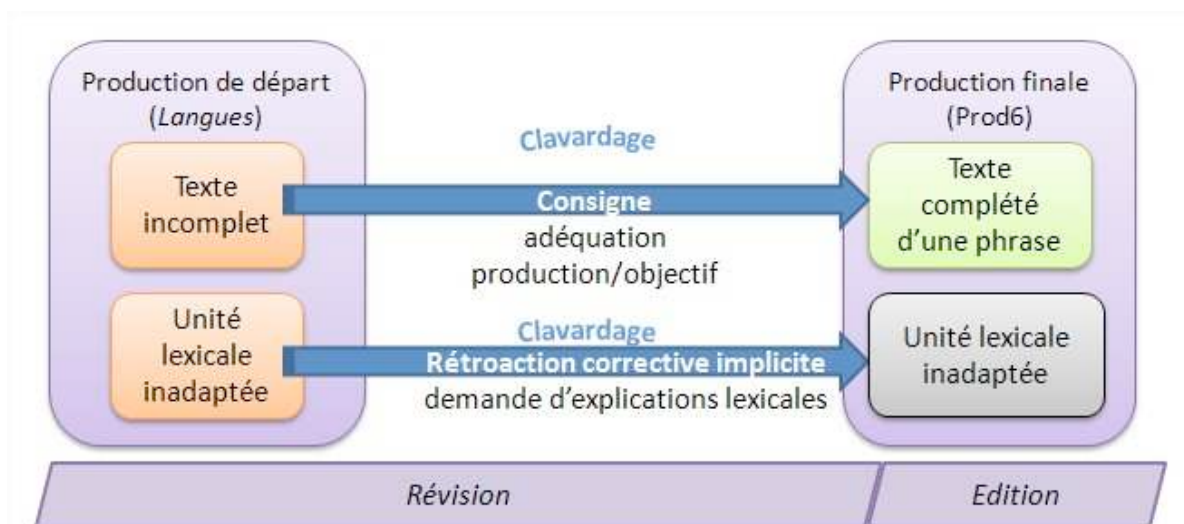 Production de départ
(Langues)
Texte
incomplet
Unité
lexicale
inadaptée
Clavardage
Consigne
adéquation
production/objectif
Clavardage
Rétroaction corrective implicite
demande d'explications lexicales
Production finale
(Prod6)
Texte
complété
d'une phrase
Unité lexicale
inadaptée
Révision
Edition